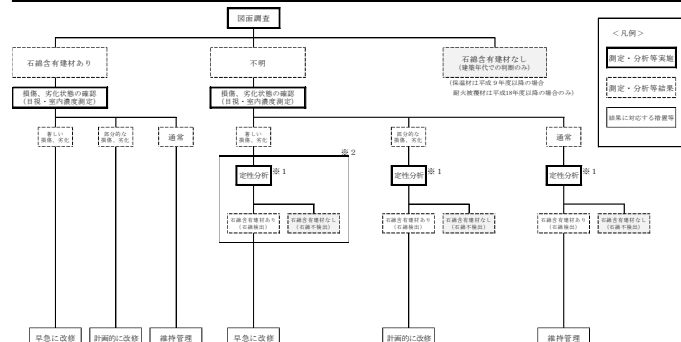 図面調査
<凡例>
測定・分析等実施
測定・分析等結果
結果に対応する措置等
石綿含有建材あり
不明
石綿含有建材なし
(建築年代での判断のみ)
(保温材は平成9年度以降の場合
耐火被覆材は平成18年度以降の場合のみ)
損傷、劣化状態の確認
(目視・室内濃度測定)
損傷、劣化状態の確認
(目視・室内濃度測定)
著しい
損傷、劣化
部分的な
損傷、劣化
通常
著しい
損傷、劣化
部分的な
損傷、劣化
通常
※2
定性分析 ※1
定性分析 ※1
定性分析 ※1
石綿含有建材あり
(石綿検出)
石綿含有建材なし
(石綿不検出)
石綿含有建材あり
(石綿検出)
石綿含有建材なし
(石綿不検出)
石綿含有建材あり
(石綿検出)
石綿含有建材なし
(石綿不検出)
早急に改修
計画的に改修
維持管理
早急に改修
計画的に改修
維持管理